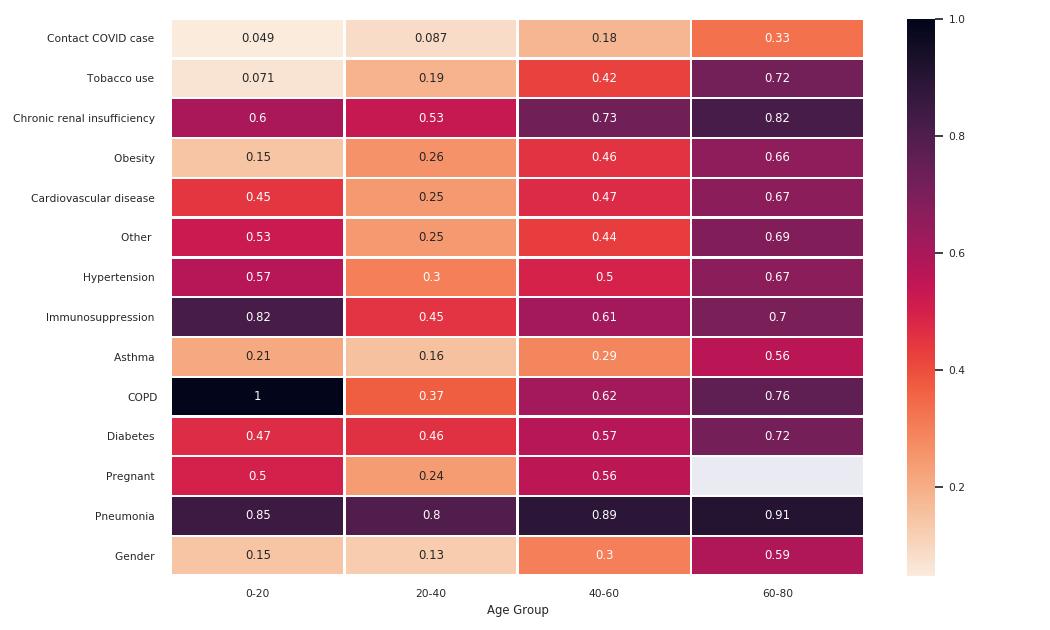 Contact COVID case 0.049 0.087 0.18 0.33
Tobacco use 0.071 0.19 0.42 0.72
Chronic renal insufficiency 0.6 0.53 0.73 0.82
Obesity 0.15 0.26 0.46 0.66
Cardiovascular disease 0.45 0.25 0.47 0.67
Other 0.53 0.25 0.44 0.69
Hypertension 0.57 0.3 0.5 0.67
Immunosuppression 0.82 0.45 0.61 0.7
Asthma 0.21 0.16 0.29 0.56
COPD 1 0.37 0.62 0.76
Diabetes 0.47 0.46 0.57 0.72
Pregnant 0.5 0.24 0.56
Pneumonia 0.85 0.8 0.89 0.91
Gender 0.15 0.13 0.3 0.59
0-20 20-40 40-60 60-80
Age Group
1.0
0.8
0.6
0.4
0.2